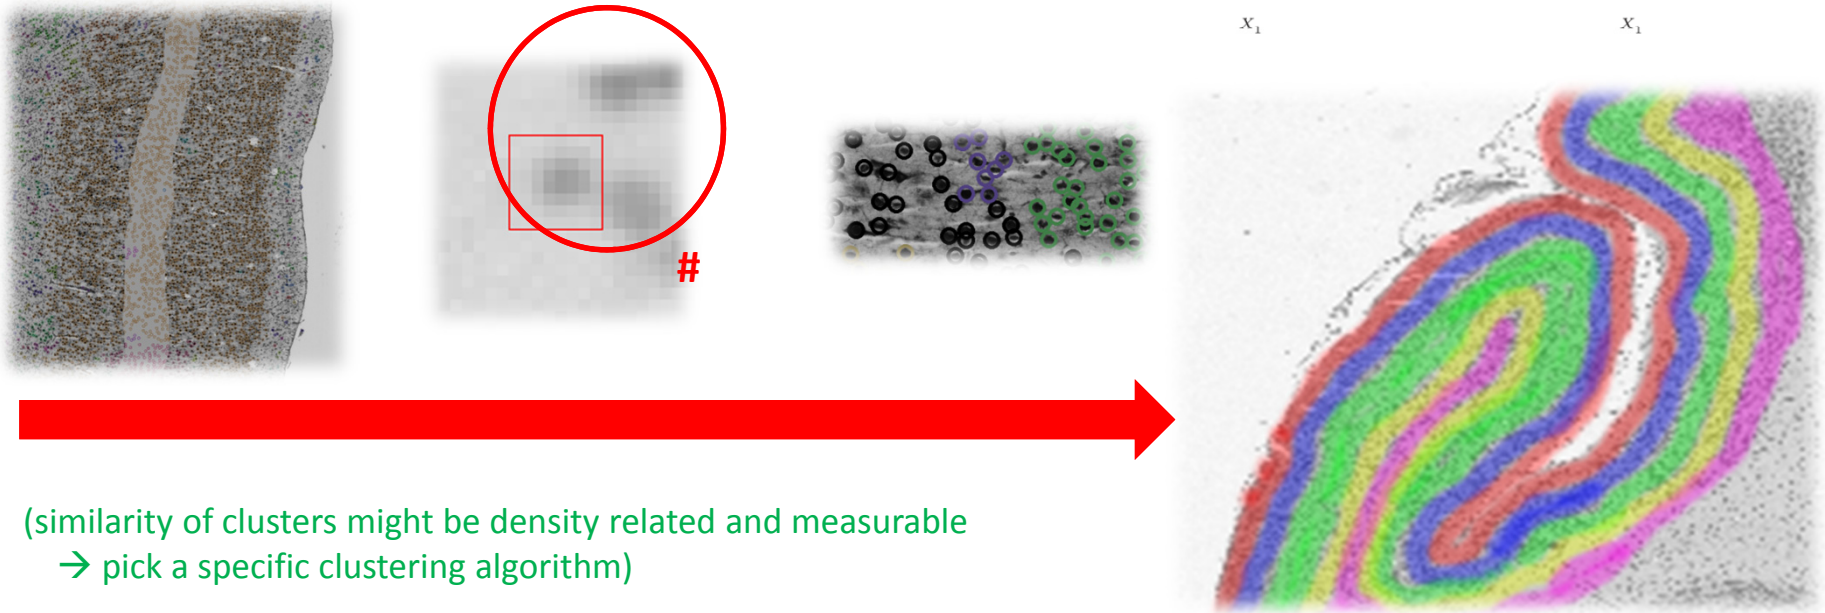 X₁ X₁
#
(similarity of clusters might be density related and measurable
→ pick a specific clustering algorithm)